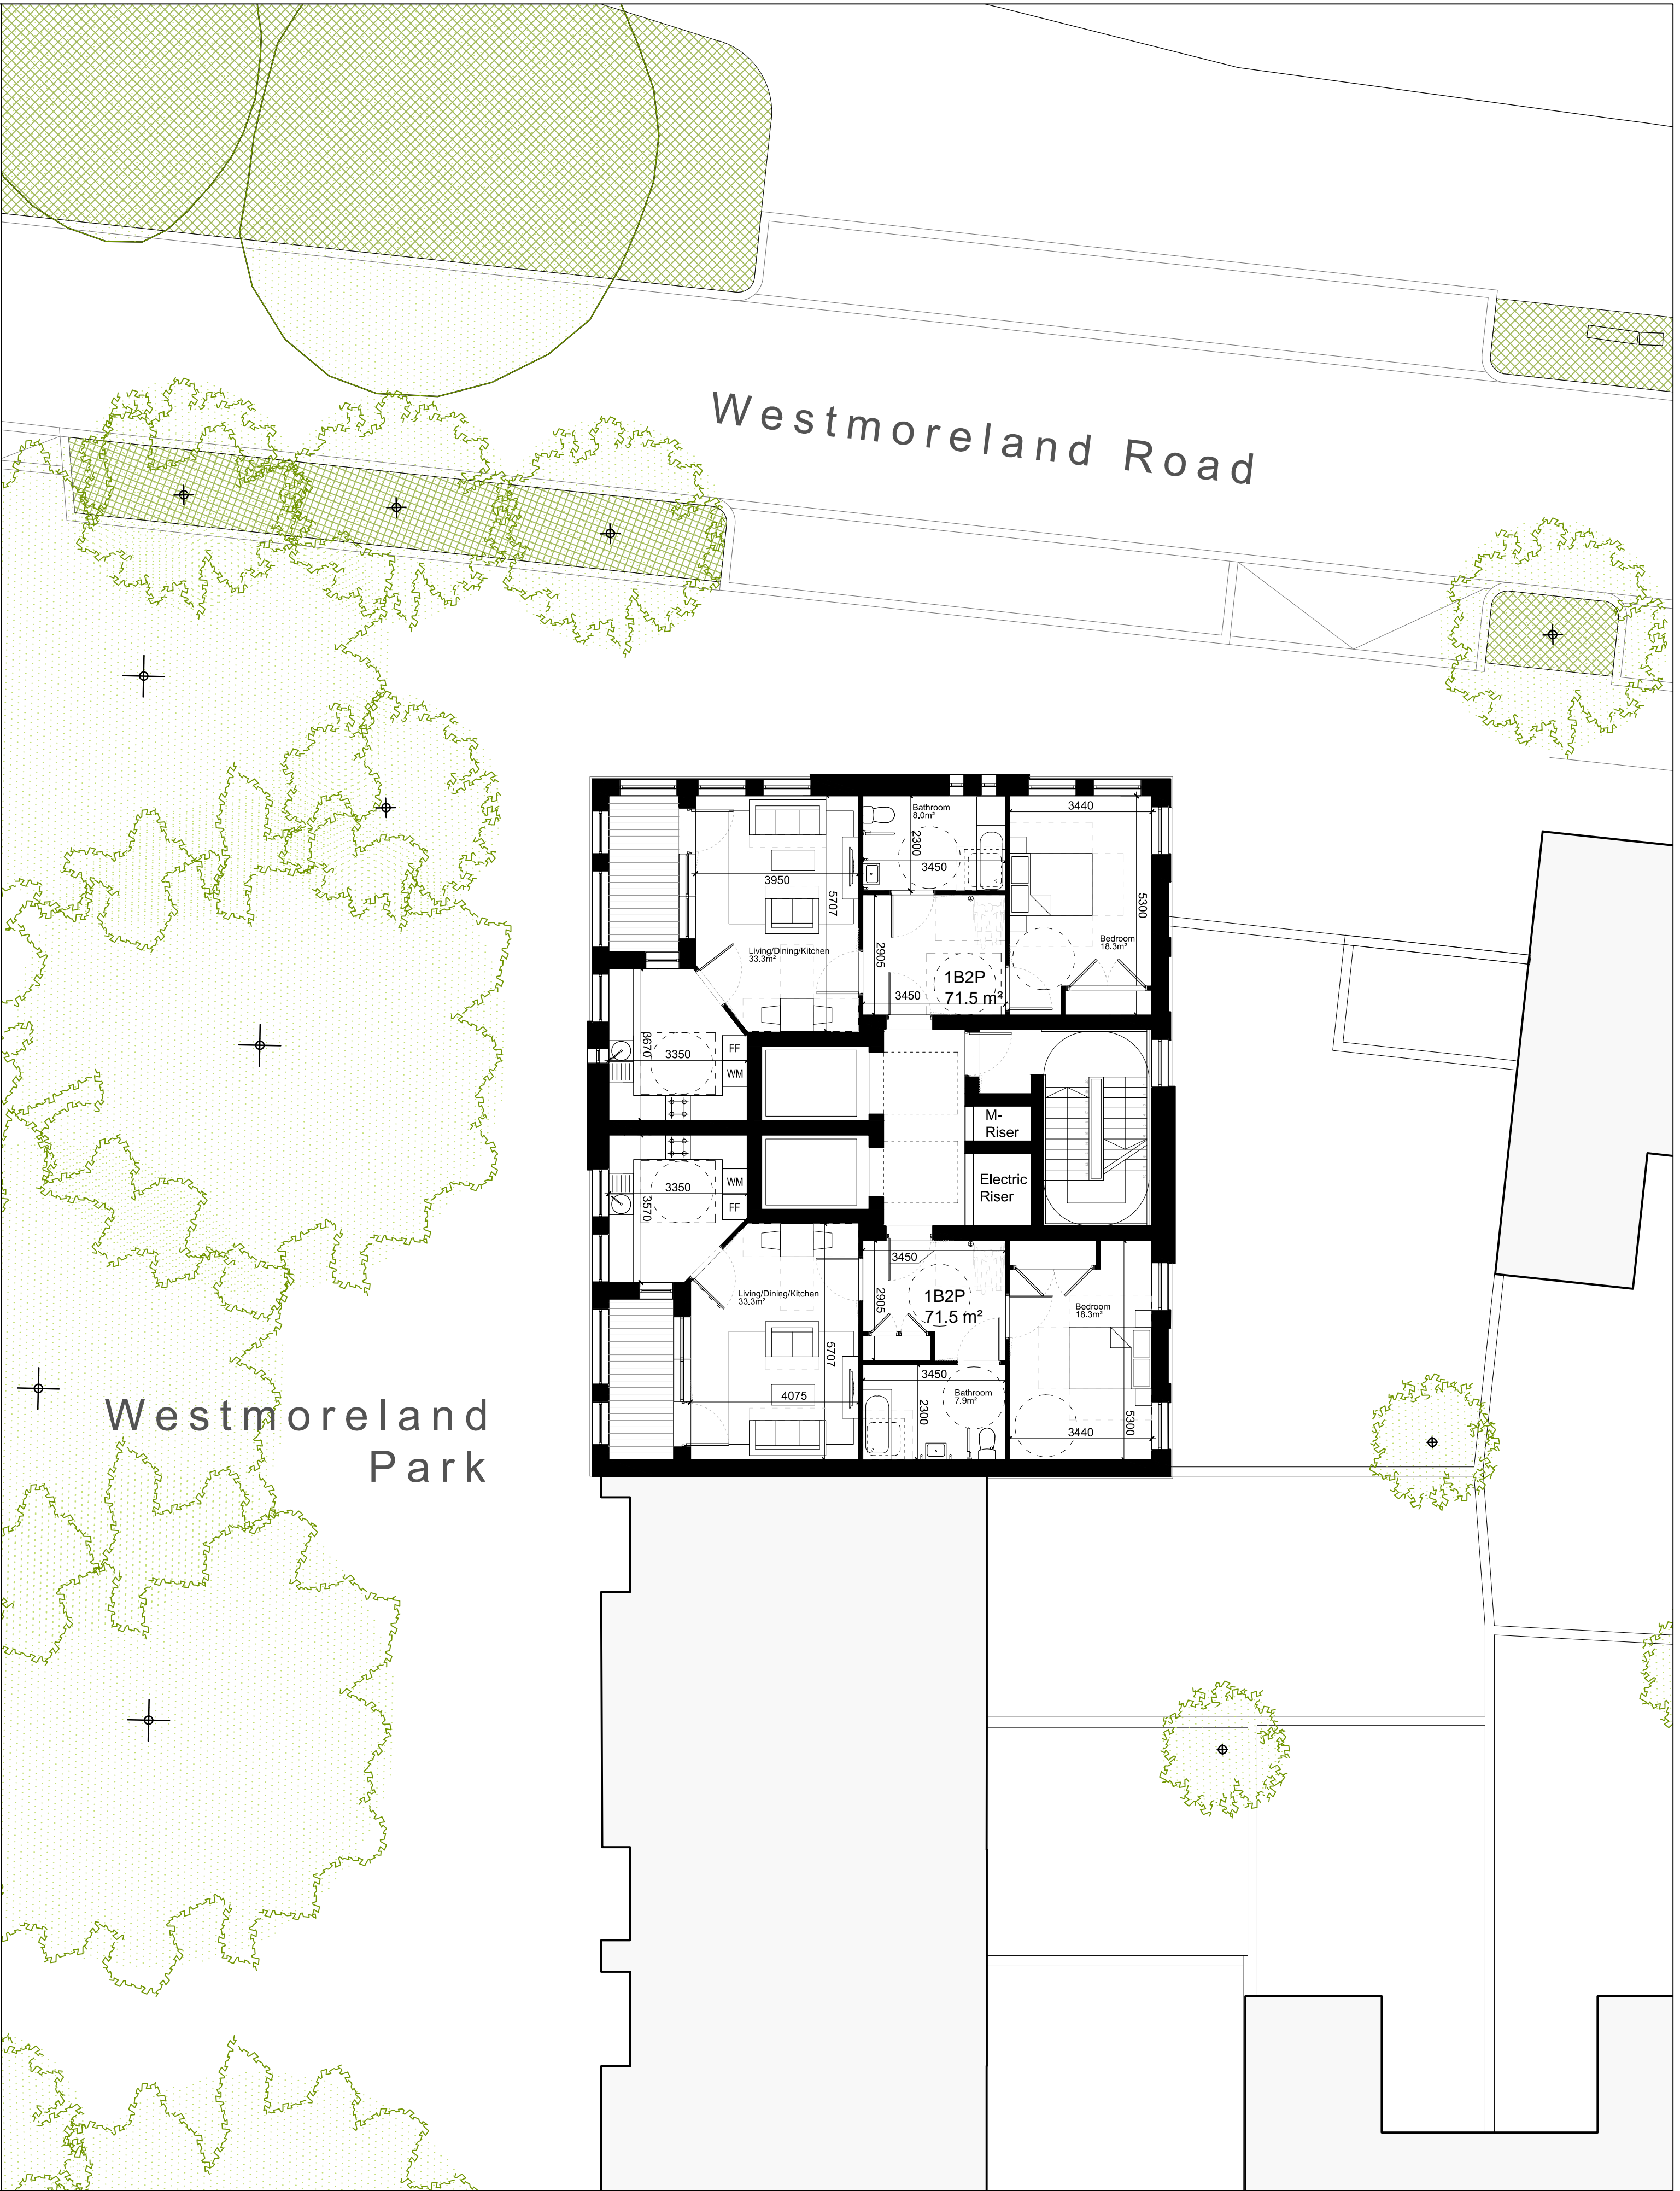 Westmoreland Road
Bathroom
8.0m²
2300
3450
3440
5300
3950
5707
Living/Dining/Kitchen
33.3m²
Bedroom
18.3m²
2905
3450
1B2P
71.5 m²
3670
3350
FF
WM
M-
Riser
Electric
Riser
3570
3350
WM
FF
3450
2905
1B2P
71.5 m²
Living/Dining/Kitchen
33.3m²
Bedroom
18.3m²
5707
4075
3450
2300
Bathroom
7.9m²
3440
5300
Westmoreland
Park